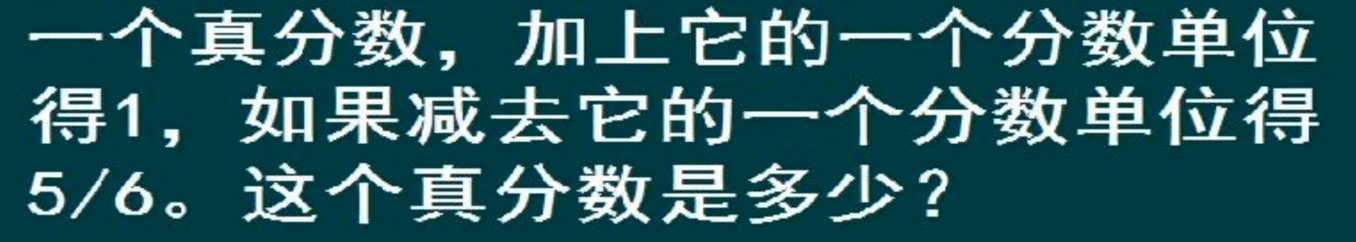 一个真分数，加上它的一个分数单位
得1，如果减去它的一个分数单位得
5/6。这个真分数是多少？